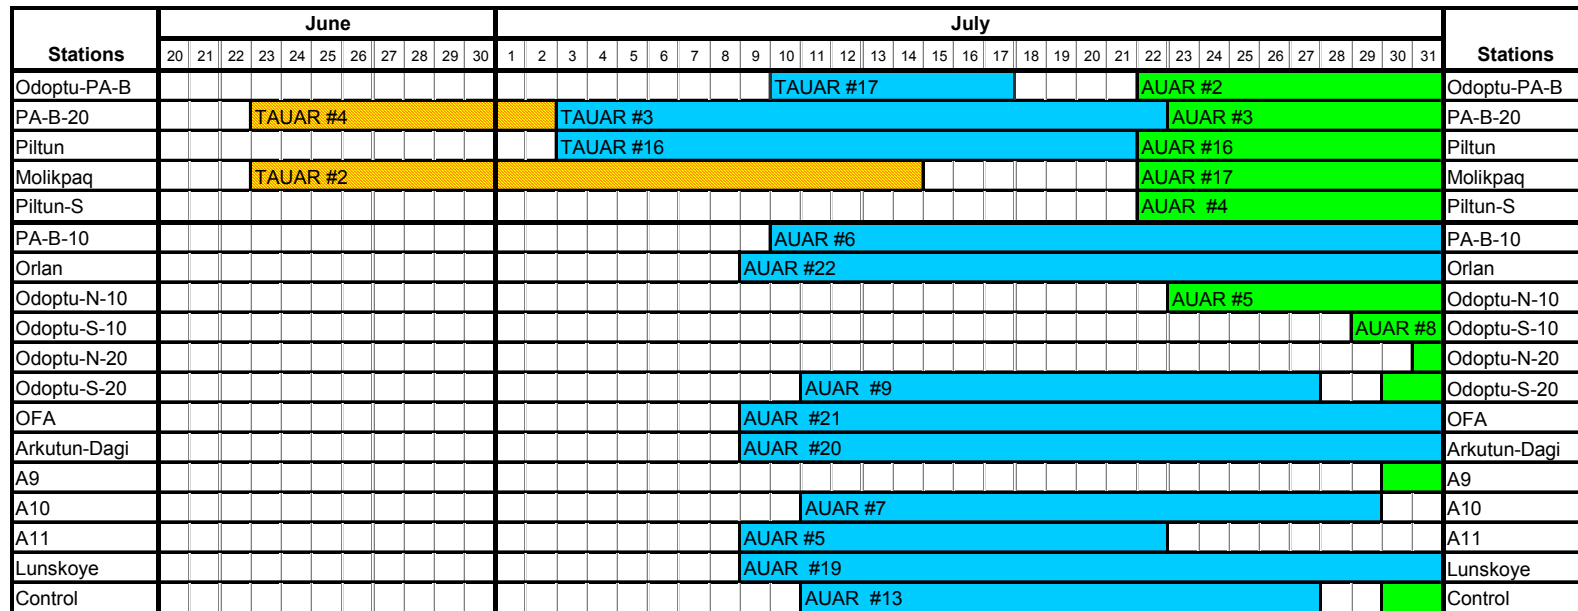 June July
Stations 20 21 22 23 24 25 26 27 28 29 30 1 2 3 4 5 6 7 8 9 10 11 12 13 14 15 16 17 18 19 20 21 22 23 24 25 26 27 28 29 30 31 Stations
Odoptu-PA-B TAUAR #17 AUAR #2 Odoptu-PA-B
PA-B-20 TAUAR #4 TAUAR #3 AUAR #3 PA-B-20
Piltun TAUAR #16 AUAR #16 Piltun
Molikpaq TAUAR #2 AUAR #17 Molikpaq
Piltun-S AUAR #4 Piltun-S
PA-B-10 AUAR #6 PA-B-10
Orlan AUAR #22 Orlan
Odoptu-N-10 AUAR #5 Odoptu-N-10
Odoptu-S-10 AUAR #8 Odoptu-S-10
Odoptu-N-20 Odoptu-N-20
Odoptu-S-20 AUAR #9 Odoptu-S-20
OFA AUAR #21 OFA
Arkutun-Dagi AUAR #20 Arkutun-Dagi
A9 A9
A10 AUAR #7 A10
A11 AUAR #5 A11
Lunskoye AUAR #19 Lunskoye
Control AUAR #13 Control